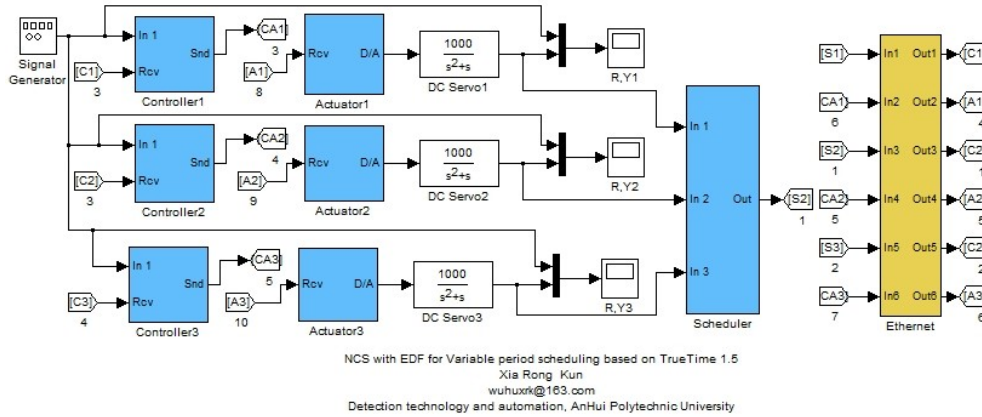 Signal
Generator
In 1
Snd
Rcv
Controller1
[C1]
3
[CA1]
3
[A1]
8
Rcv
D/A
Actuator1
1000
s²+s
DC Servo1
R,Y1
In 1
Snd
Rcv
Controller2
[C2]
3
[CA2]
4
[A2]
9
Rcv
D/A
Actuator2
1000
s²+s
DC Servo2
R,Y2
In 1
Snd
Rcv
Controller3
[C3]
4
[CA3]
5
[A3]
10
Rcv
D/A
Actuator3
1000
s²+s
DC Servo3
R,Y3
In 1
In 2
In 3
Out
Scheduler
[S2]
1
[S1]
CA1
6
[S2]
1
CA2
5
[S3]
2
CA3
7
In1
In2
In3
In4
In5
In6
Out1
Out2
Out3
Out4
Out5
Out6
Ethernet
[C1
[A1
4
[C2
1
[A2
5
[C2
2
[A3
6
NCS with EDF for Variable period scheduling based on TrueTime 1.5
Xia Rong Kun
wuhuxrk@163.com
Detection technology and automation, AnHui Polytechnic University